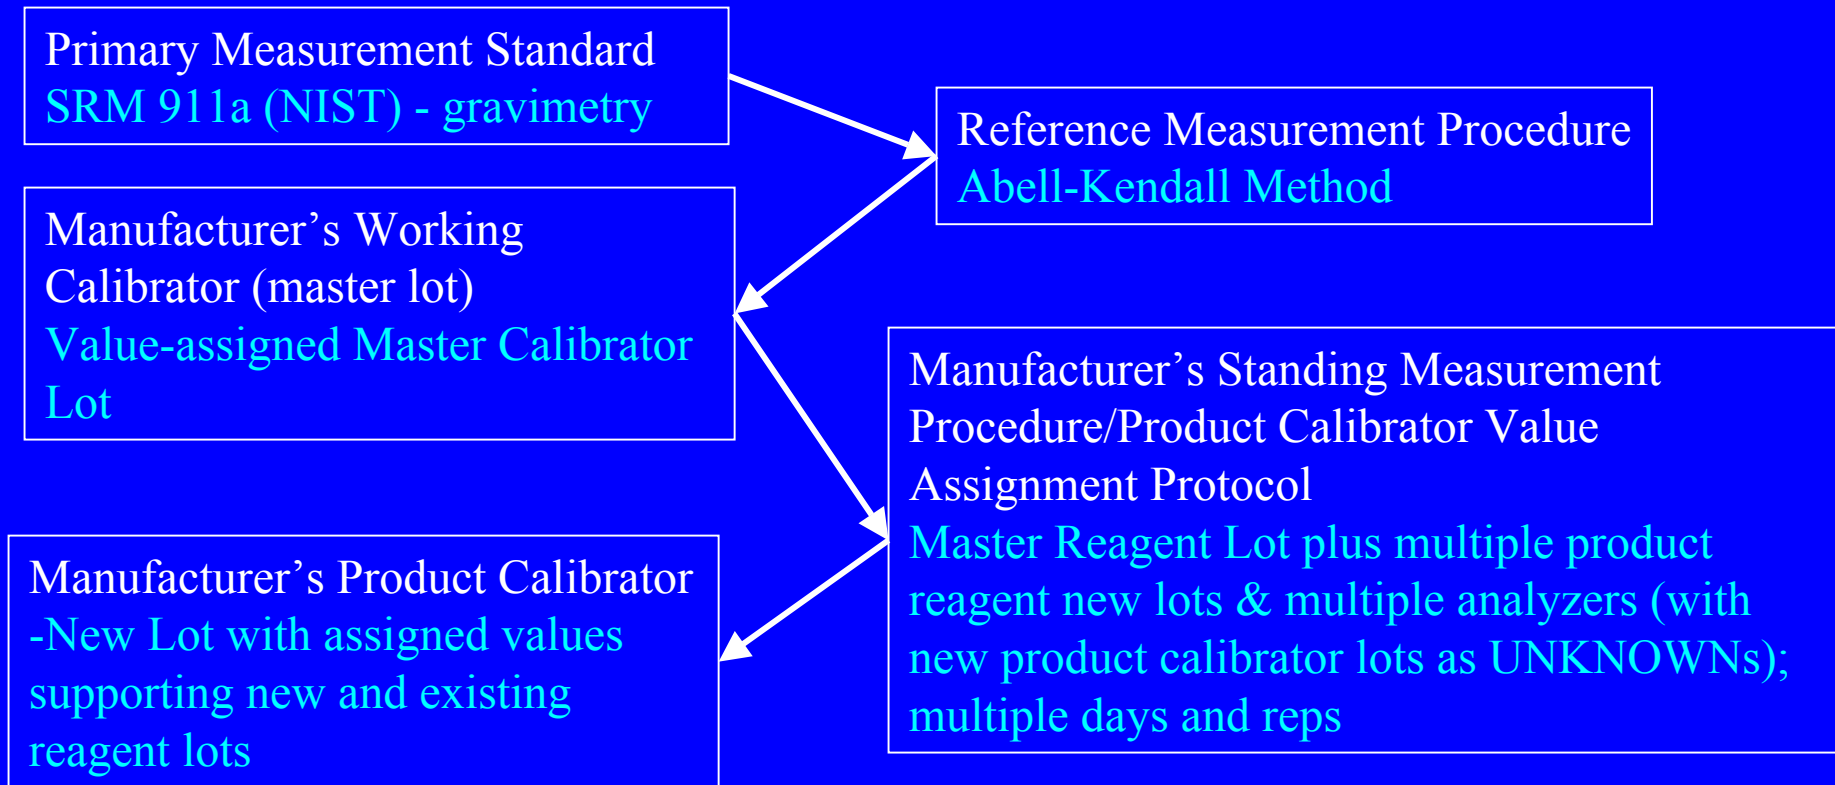 Primary Measurement Standard
SRM 911a (NIST) - gravimetry
Reference Measurement Procedure
Abell-Kendall Method
Manufacturer’s Working
Calibrator (master lot)
Value-assigned Master Calibrator
Lot
Manufacturer’s Standing Measurement
Procedure/Product Calibrator Value
Assignment Protocol
Master Reagent Lot plus multiple product
reagent new lots & multiple analyzers (with
new product calibrator lots as UNKNOWNs);
multiple days and reps
Manufacturer’s Product Calibrator
-New Lot with assigned values
supporting new and existing
reagent lots